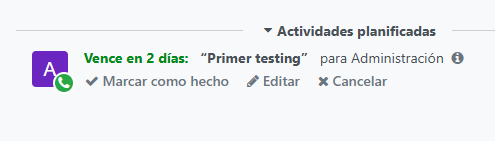 Actividades planificadas
A
Vence en 2 días: “Primer testing” para Administración
Marcar como hecho Editar Cancelar